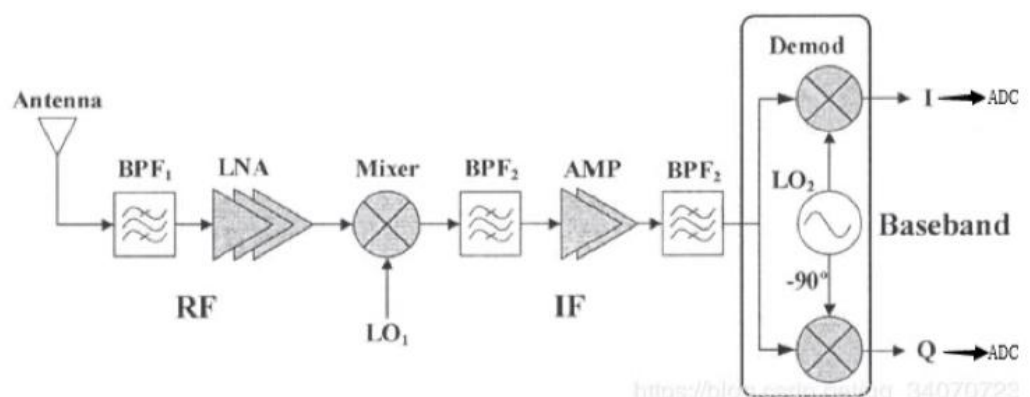 Demod
Antenna
I ADC
BPF₁ LNA Mixer BPF₂ AMP BPF₂
LO₂
Baseband
-90°
RF IF
LO₁
Q ADC